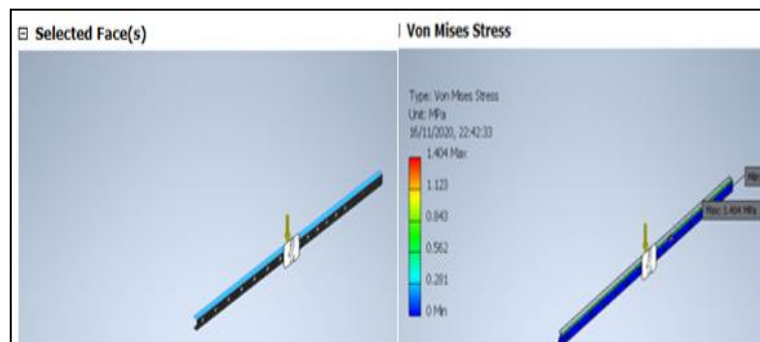 Selected Face(s)
Von Mises Stress
Type: Von Mises Stress
Unit: MPa
16/11/2020, 22:42:33
1.404 Max
1.123
0.843
0.562
0.281
0 Min
Min
Max: 1.404 MPa